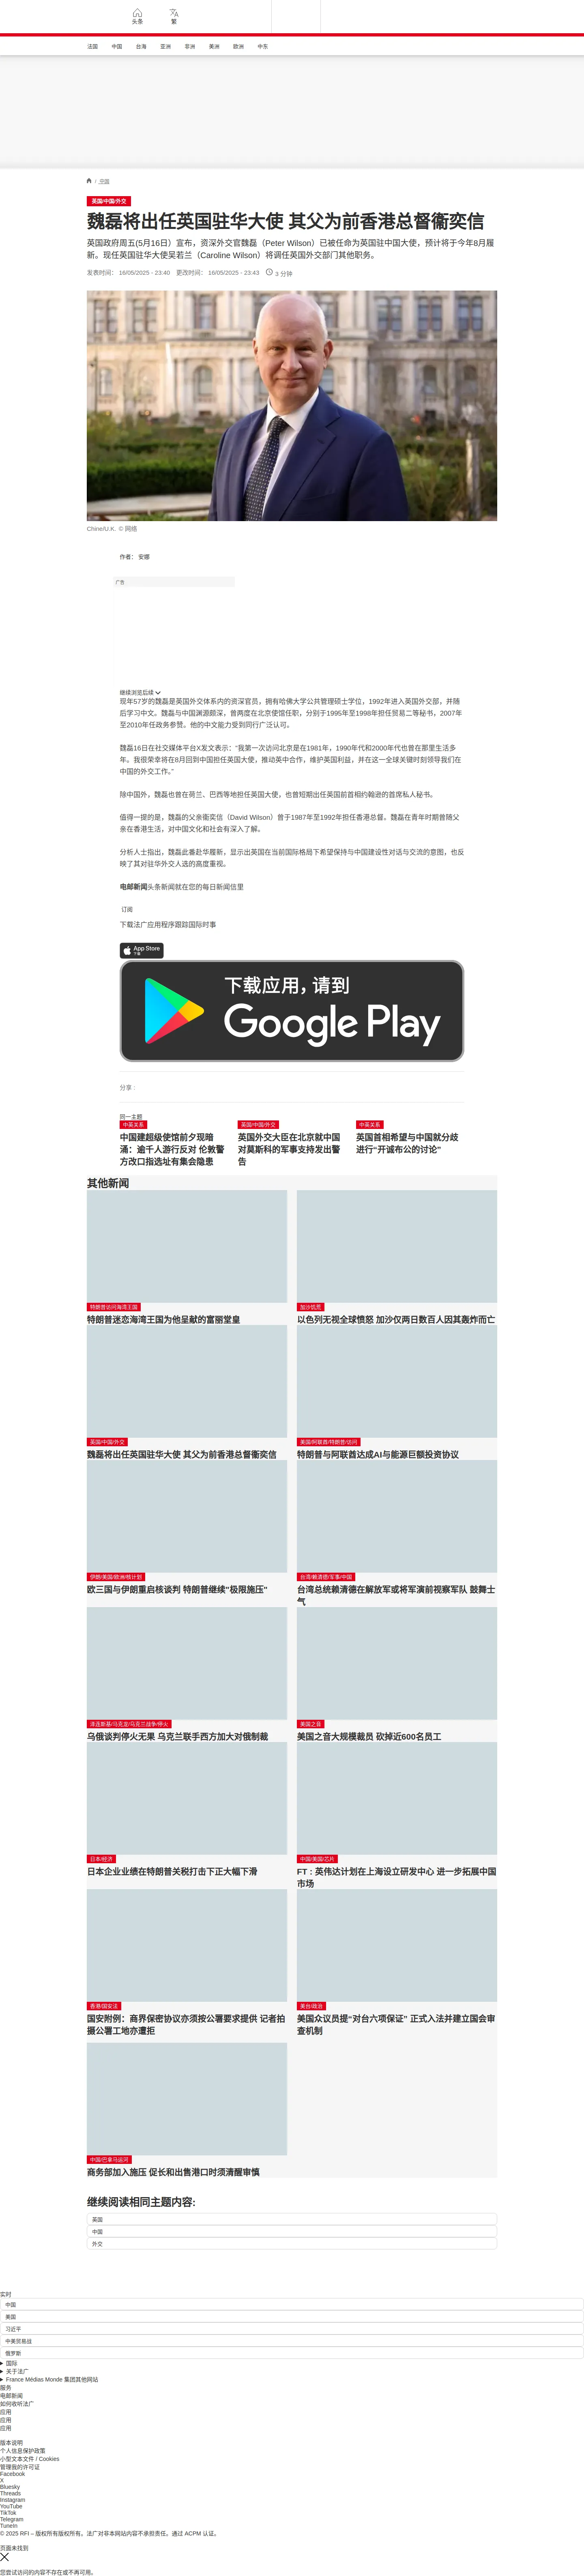 头条
繁
法国
中国
台海
亚洲
非洲
美洲
欧洲
中东
/ 中国
英国/中国/外交
魏磊将出任英国驻华大使 其父为前香港总督衞奕信
英国政府周五(5月16日）宣布，资深外交官魏磊（Peter Wilson）已被任命为英国驻中国大使，预计将于今年8月履
新。现任英国驻华大使吴若兰（Caroline Wilson）将调任英国外交部门其他职务。
发表时间： 16/05/2025 - 23:40 更改时间： 16/05/2025 - 23:43 3 分钟
Chine/U.K. © 网络
作者： 安娜
广告
继续浏览后续
现年57岁的魏磊是英国外交体系内的资深官员，拥有哈佛大学公共管理硕士学位，1992年进入英国外交部，并随
后学习中文。魏磊与中国渊源颇深，曾两度在北京使馆任职，分别于1995年至1998年担任贸易二等秘书，2007年
至2010年任政务参赞。他的中文能力受到同行广泛认可。
魏磊16日在社交媒体平台X发文表示：“我第一次访问北京是在1981年，1990年代和2000年代也曾在那里生活多
年。我很荣幸将在8月回到中国担任英国大使，推动英中合作，维护英国利益，并在这一全球关键时刻领导我们在
中国的外交工作。”
除中国外，魏磊也曾在荷兰、巴西等地担任英国大使，也曾短期出任英国前首相约翰逊的首席私人秘书。
值得一提的是，魏磊的父亲衞奕信（David Wilson）曾于1987年至1992年担任香港总督。魏磊在青年时期曾随父
亲在香港生活，对中国文化和社会有深入了解。
分析人士指出，魏磊此番赴华履新，显示出英国在当前国际格局下希望保持与中国建设性对话与交流的意图，也反
映了其对驻华外交人选的高度重视。
电邮新闻头条新闻就在您的每日新闻信里
订阅
下载法广应用程序跟踪国际时事
App Store
下载
下载应用，请到
Google Play
分享 :
同一主题
中英关系
中国建超级使馆前夕现暗
涌：逾千人游行反对 伦敦警
方改口指选址有集会隐患
英国/中国/外交
英国外交大臣在北京就中国
对莫斯科的军事支持发出警
告
中英关系
英国首相希望与中国就分歧
进行“开诚布公的讨论”
其他新闻
特朗普访问海湾王国
特朗普迷恋海湾王国为他呈献的富丽堂皇
加沙饥荒
以色列无视全球愤怒 加沙仅两日数百人因其轰炸而亡
英国/中国/外交
魏磊将出任英国驻华大使 其父为前香港总督衞奕信
美国/阿联酋/特朗普/访问
特朗普与阿联酋达成AI与能源巨额投资协议
伊朗/美国/欧洲/核计划
欧三国与伊朗重启核谈判 特朗普继续"极限施压"
台湾/赖清德/军事/中国
台湾总统赖清德在解放军或将军演前视察军队 鼓舞士
气
泽连斯基/马克龙/乌克兰战争/停火
乌俄谈判停火无果 乌克兰联手西方加大对俄制裁
美国之音
美国之音大规模裁员 砍掉近600名员工
日本/经济
日本企业业绩在特朗普关税打击下正大幅下滑
中国/美国/芯片
FT : 英伟达计划在上海设立研发中心 进一步拓展中国
市场
香港/国安法
国安附例：商界保密协议亦须按公署要求提供 记者拍
摄公署工地亦遭拒
美台/政治
美国众议员提“对台六项保证” 正式入法并建立国会审
查机制
中国/巴拿马运河
商务部加入施压 促长和出售港口时须清醒审慎
继续阅读相同主题内容:
英国
中国
外交
实时
中国
美国
习近平
中美贸易战
俄罗斯
国际
关于法广
France Médias Monde 集团其他网站
服务
电邮新闻
如何收听法广
应用
应用
应用
版本说明
个人信息保护政策
小型文本文件 / Cookies
管理我的许可证
Facebook
X
Bluesky
Threads
Instagram
YouTube
TikTok
Telegram
TuneIn
© 2025 RFI – 版权所有版权所有。法广对非本网站内容不承担责任。通过 ACPM 认证。
页面未找到
您尝试访问的内容不存在或不再可用。